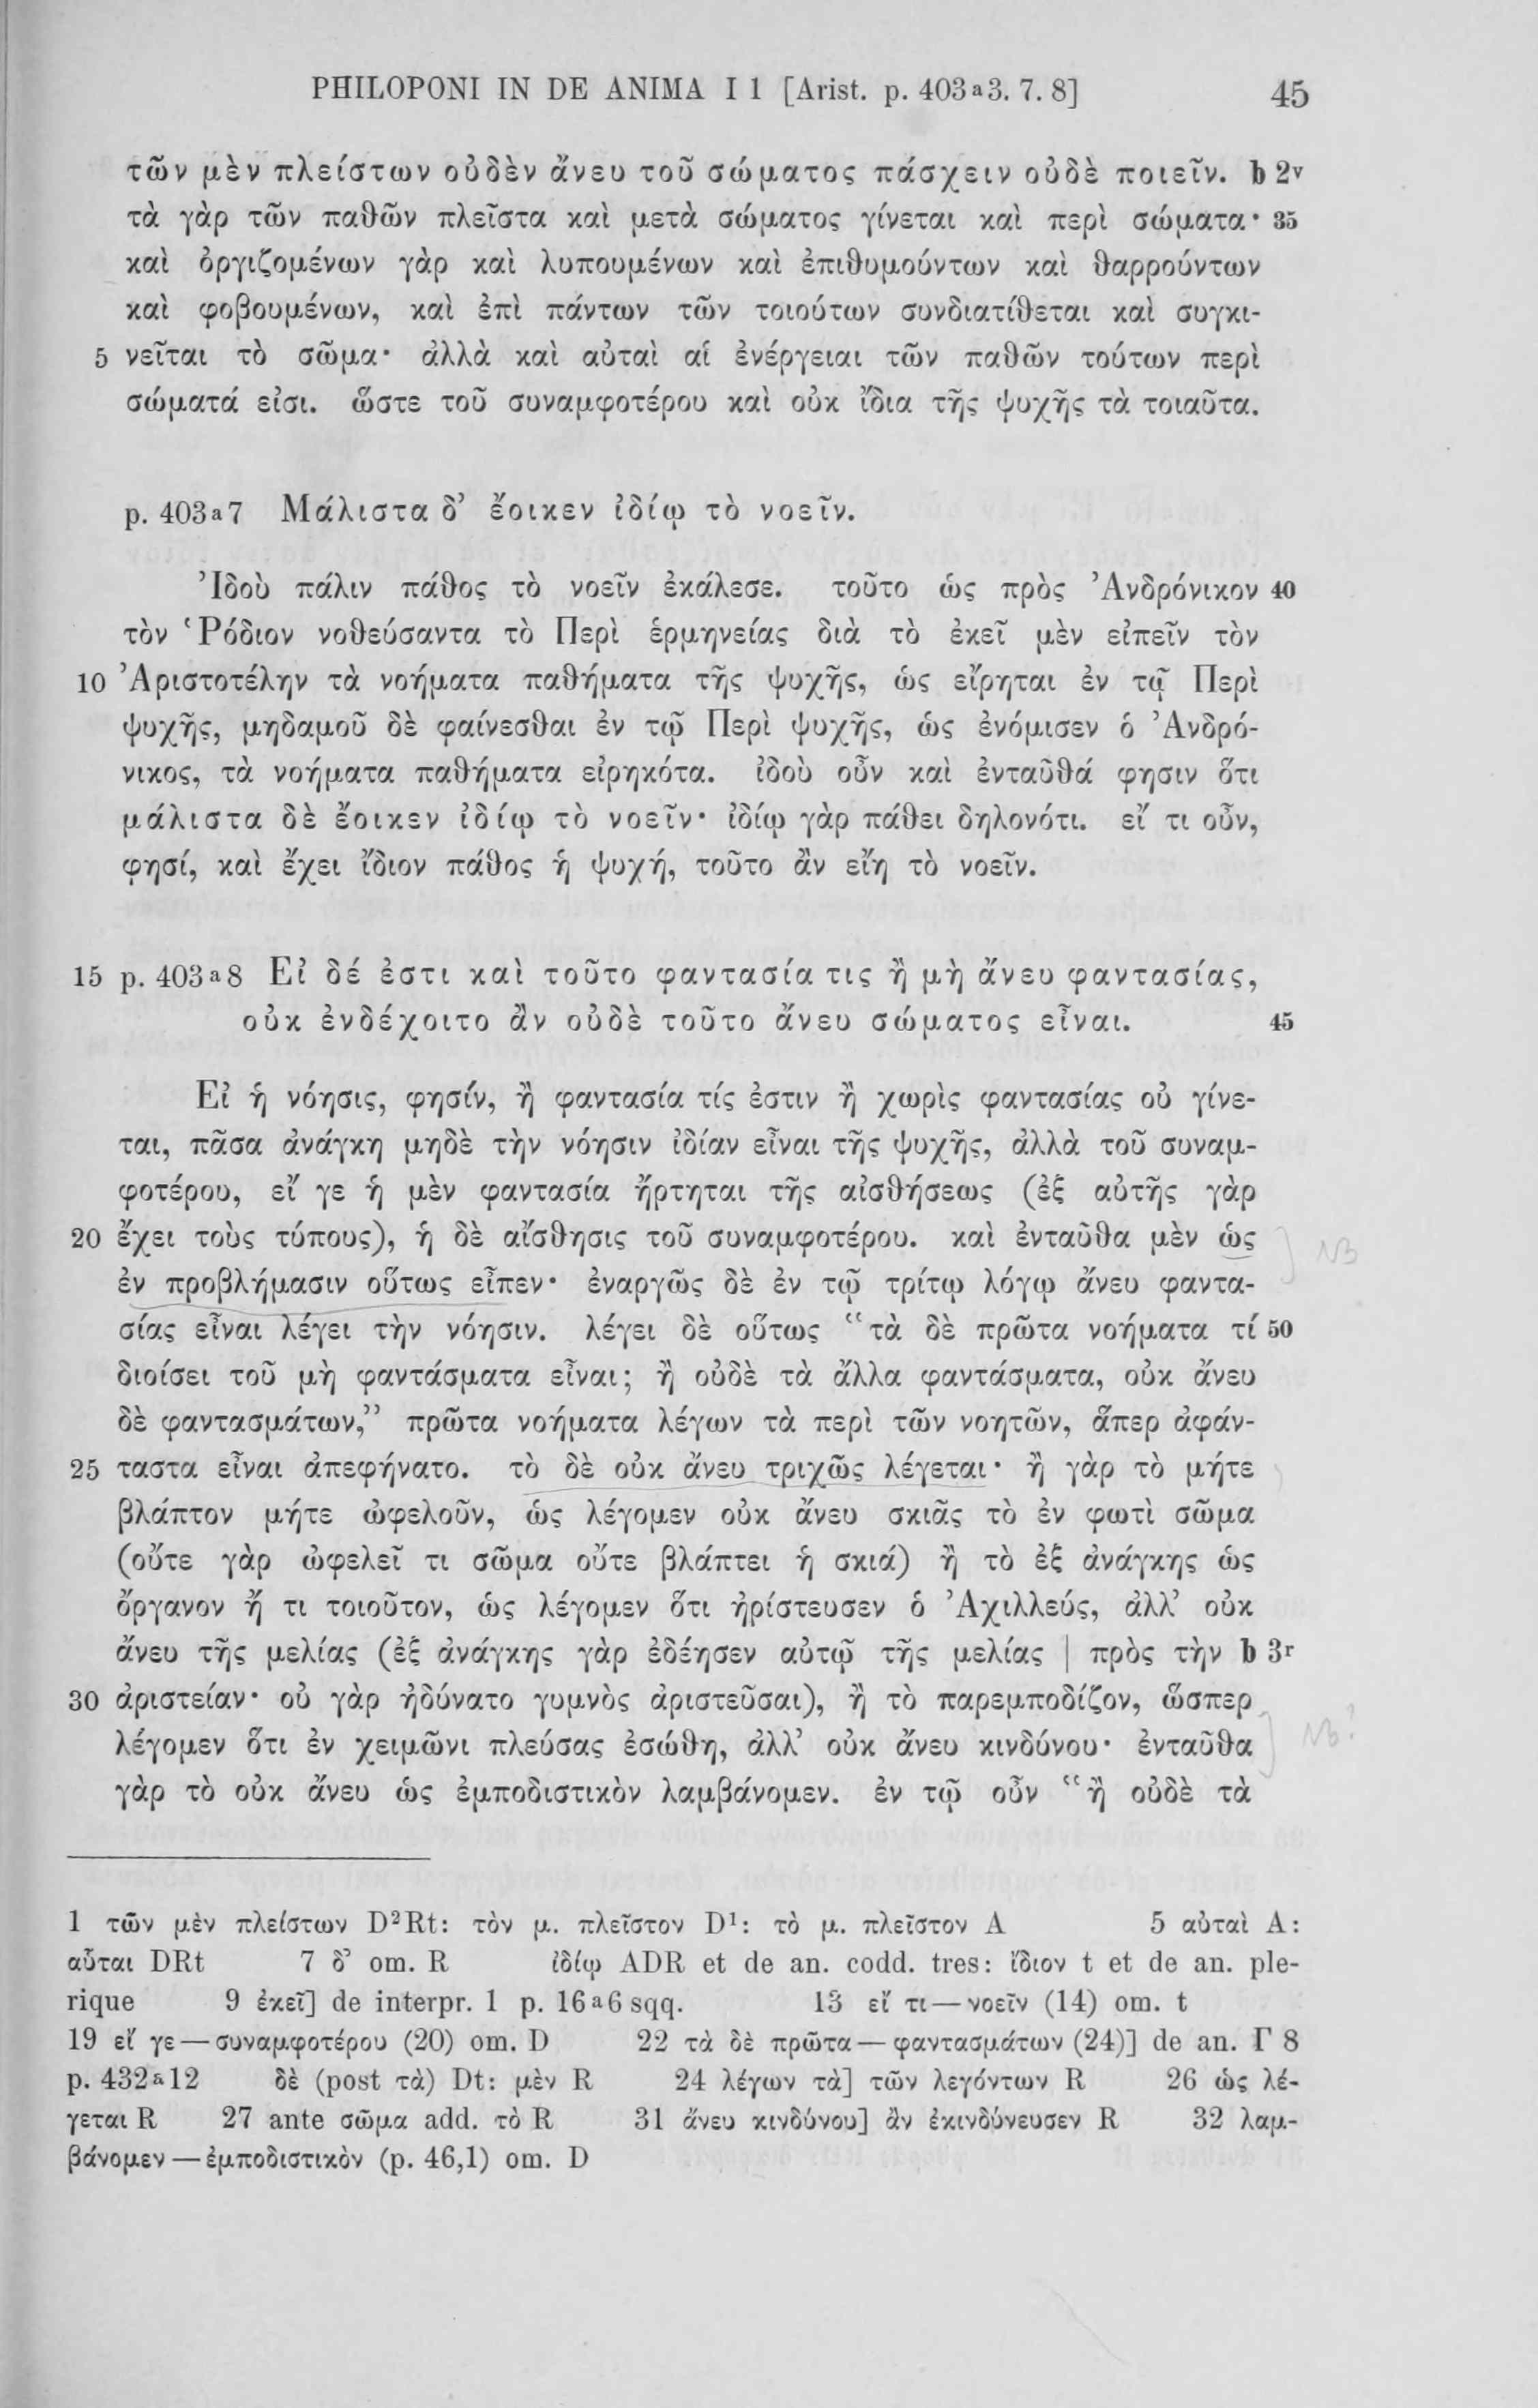 PHILOPONI IN DE ANIMA I 1 [Arist. p. 403a3. 7. 8] 45
τῶν μὲν πλείστων οὐδὲν ἄνευ τοῦ σώματος πάσχειν οὐδὲ ποιεῖν. b 2v
τὰ γὰρ τῶν παθῶν πλεῖστα καὶ μετὰ σώματος γίνεται καὶ περὶ σώματα· 35
καὶ ὀργιζομένων γὰρ καὶ λυπουμένων καὶ ἐπιθυμούντων καὶ θαρρούντων
καὶ φοβουμένων, καὶ ἐπὶ πάντων τῶν τοιούτων συνδιατίθεται καὶ συγκι-
5 νεῖται τὸ σῶμα· ἀλλὰ καὶ αὐταὶ αἱ ἐνέργειαι τῶν παθῶν τούτων περὶ
σώματά εἰσι. ὥστε τοῦ συναμφοτέρου καὶ οὐκ ἴδια τῆς ψυχῆς τὰ τοιαῦτα.
p. 403a7 Μάλιστα δ’ ἔοικεν ἰδίῳ τὸ νοεῖν.
Ἰδοὺ πάλιν πάθος τὸ νοεῖν ἐκάλεσε. τοῦτο ὡς πρὸς Ἀνδρόνικον 40
τὸν Ῥόδιον νοθεύσαντα τὸ Περὶ ἑρμηνείας διὰ τὸ ἐκεῖ μὲν εἰπεῖν τὸν
10 Ἀριστοτέλην τὰ νοήματα παθήματα τῆς ψυχῆς, ὡς εἴρηται ἐν τῷ Περὶ
ψυχῆς, μηδαμοῦ δὲ φαίνεσθαι ἐν τῷ Περὶ ψυχῆς, ὡς ἐνόμισεν ὁ Ἀνδρό-
νικος, τὰ νοήματα παθήματα εἰρηκότα. ἰδοὺ οὖν καὶ ἐνταῦθά φησιν ὅτι
μάλιστα δὲ ἔοικεν ἰδίῳ τὸ νοεῖν· ἰδίῳ γὰρ πάθει δηλονότι. εἴ τι οὖν,
φησί, καὶ ἔχει ἴδιον πάθος ἡ ψυχή, τοῦτο ἂν εἴη τὸ νοεῖν.
15 p. 403a8 Εἰ δέ ἐστι καὶ τοῦτο φαντασία τις ἢ μὴ ἄνευ φαντασίας,
οὐκ ἐνδέχοιτο ἂν οὐδὲ τοῦτο ἄνευ σώματος εἶναι. 45
Εἰ ἡ νόησις, φησίν, ἢ φαντασία τίς ἐστιν ἢ χωρὶς φαντασίας οὐ γίνε-
ται, πᾶσα ἀνάγκη μηδὲ τὴν νόησιν ἰδίαν εἶναι τῆς ψυχῆς, ἀλλὰ τοῦ συναμ-
φοτέρου, εἴ γε ἡ μὲν φαντασία ἤρτηται τῆς αἰσθήσεως (ἐξ αὐτῆς γὰρ
20 ἔχει τοὺς τύπους), ἡ δὲ αἴσθησις τοῦ συναμφοτέρου. καὶ ἐνταῦθα μὲν ὡς NB
ἐν προβλήμασιν οὕτως εἶπεν· ἐναργῶς δὲ ἐν τῷ τρίτῳ λόγῳ ἄνευ φαντα-
σίας εἶναι λέγει τὴν νόησιν. λέγει δὲ οὕτως “τὰ δὲ πρῶτα νοήματα τί 50
διοίσει τοῦ μὴ φαντάσματα εἶναι; ἢ οὐδὲ τὰ ἄλλα φαντάσματα, οὐκ ἄνευ
δὲ φαντασμάτων,” πρῶτα νοήματα λέγων τὰ περὶ τῶν νοητῶν, ἅπερ ἀφάν-
25 ταστα εἶναι ἀπεφήνατο. τὸ δὲ οὐκ ἄνευ τριχῶς λέγεται· ἢ γὰρ τὸ μήτε
βλάπτον μήτε ὠφελοῦν, ὡς λέγομεν οὐκ ἄνευ σκιᾶς τὸ ἐν φωτὶ σῶμα
(οὔτε γὰρ ὠφελεῖ τι σῶμα οὔτε βλάπτει ἡ σκιά) ἢ τὸ ἐξ ἀνάγκης ὡς
ὄργανον ἤ τι τοιοῦτον, ὡς λέγομεν ὅτι ἠρίστευσεν ὁ Ἀχιλλεύς, ἀλλ’ οὐκ
ἄνευ τῆς μελίας (ἐξ ἀνάγκης γὰρ ἐδέησεν αὐτῷ τῆς μελίας | πρὸς τὴν b 3r
30 ἀριστείαν· οὐ γὰρ ἠδύνατο γυμνὸς ἀριστεῦσαι), ἢ τὸ παρεμποδίζον, ὥσπερ
λέγομεν ὅτι ἐν χειμῶνι πλεύσας ἐσώθη, ἀλλ’ οὐκ ἄνευ κινδύνου· ἐνταῦθα NB?
γὰρ τὸ οὐκ ἄνευ ὡς ἐμποδιστικὸν λαμβάνομεν. ἐν τῷ οὖν “ἢ οὐδὲ τὰ
1 τῶν μὲν πλείστων D²Rt: τὸν μ. πλεῖστον D¹: τὸ μ. πλεῖστον A 5 αὐταὶ A:
αὗται DRt 7 δ’ om. R ἰδίῳ ADR et de an. codd. tres: ἴδιον t et de an. ple-
rique 9 ἐκεῖ] de interpr. 1 p. 16a6 sqq. 13 εἴ τι—νοεῖν (14) om. t
19 εἴ γε—συναμφοτέρου (20) om. D 22 τὰ δὲ πρῶτα—φαντασμάτων (24)] de an. Γ 8
p. 432a12 δὲ (post τὰ) Dt: μὲν R 24 λέγων τὰ] τῶν λεγόντων R 26 ὡς λέ-
γεται R 27 ante σῶμα add. τὸ R 31 ἄνευ κινδύνου] ἂν ἐκινδύνευσεν R 32 λαμ-
βάνομεν—ἐμποδιστικὸν (p. 46,1) om. D